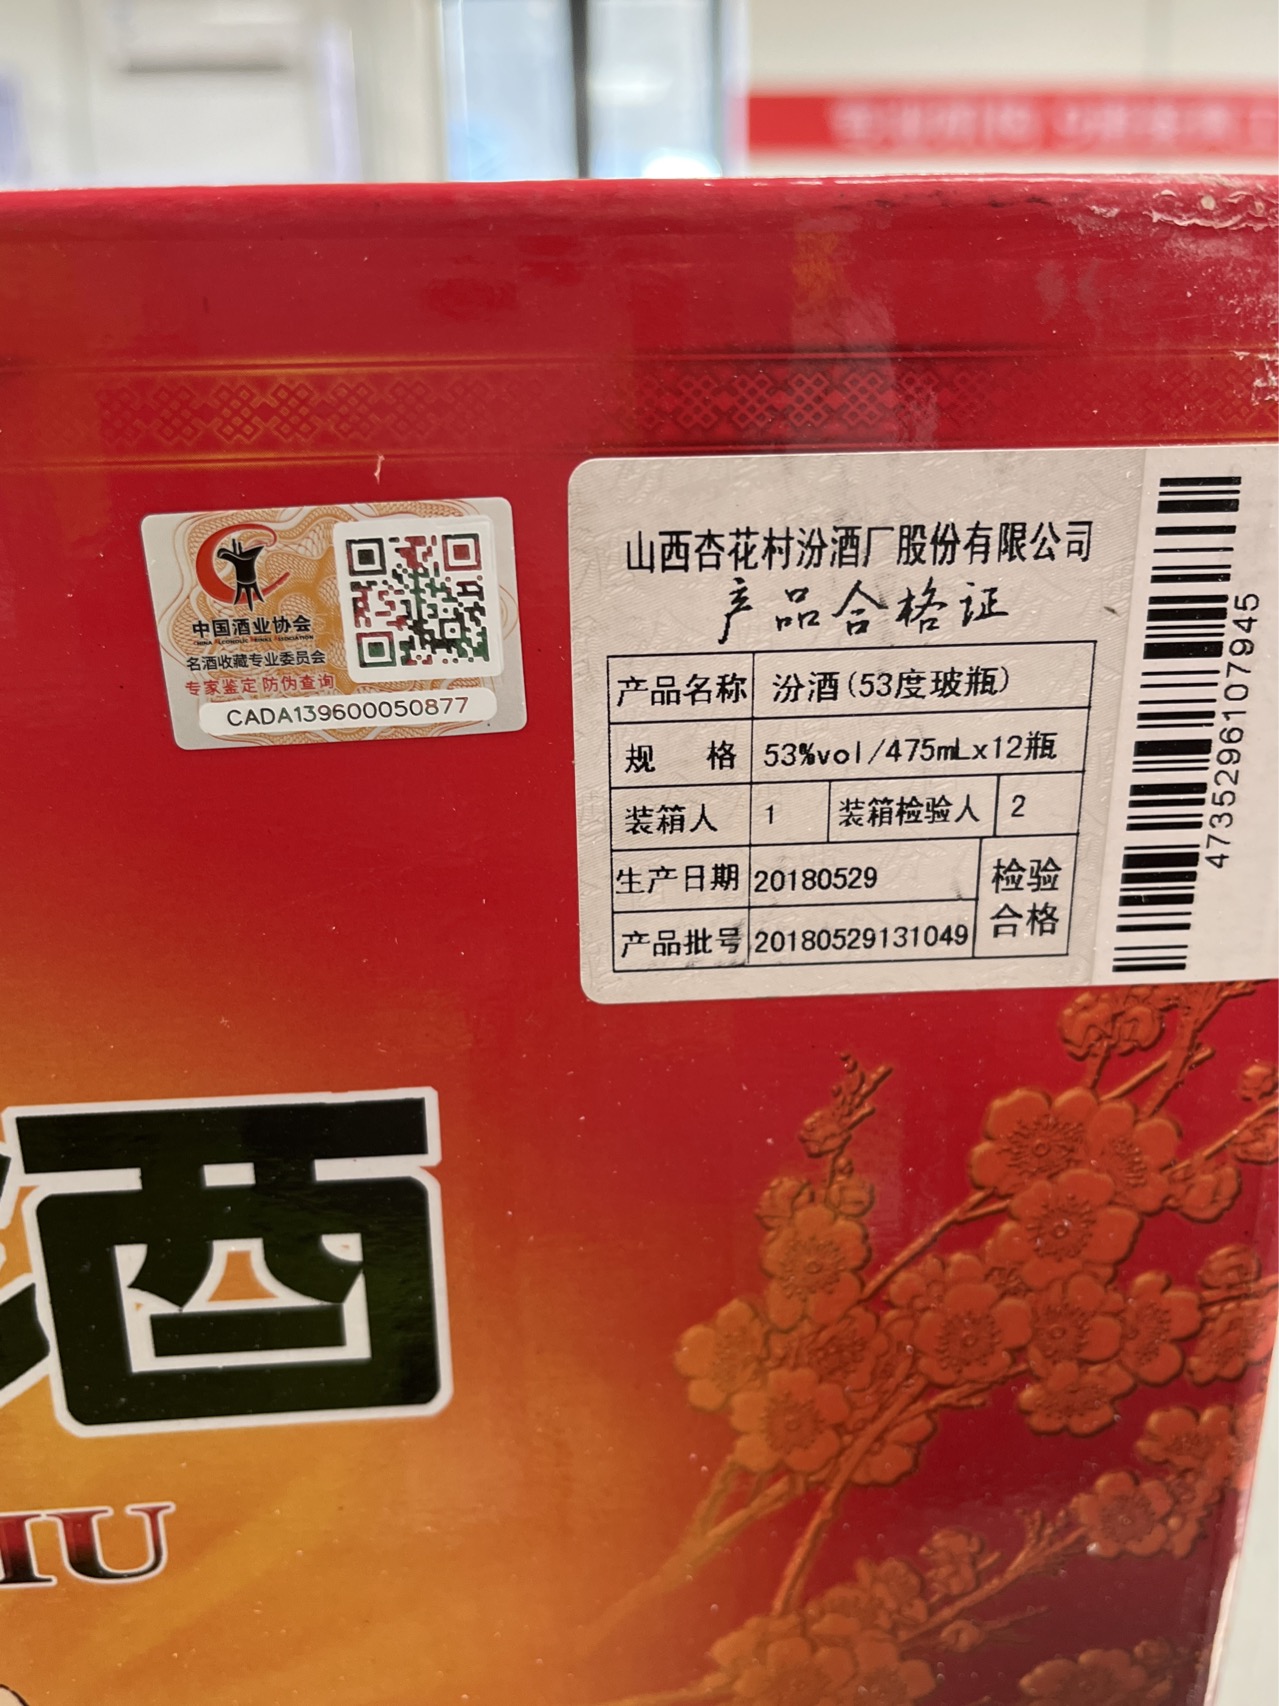 中国酒业协会
CHINA ALCOHOLIC DRINKS ASSOCIATION
名酒收藏专业委员会
专家鉴定 防伪查询
CADA139600050877
山西杏花村汾酒厂股份有限公司
产品合格证
产品名称 汾酒(53度玻瓶)
规 格 53%vol/475mLx12瓶
装箱人 1 装箱检验人 2
生产日期 20180529 检验
合格
产品批号 20180529131049
4735296107945
酒
IU